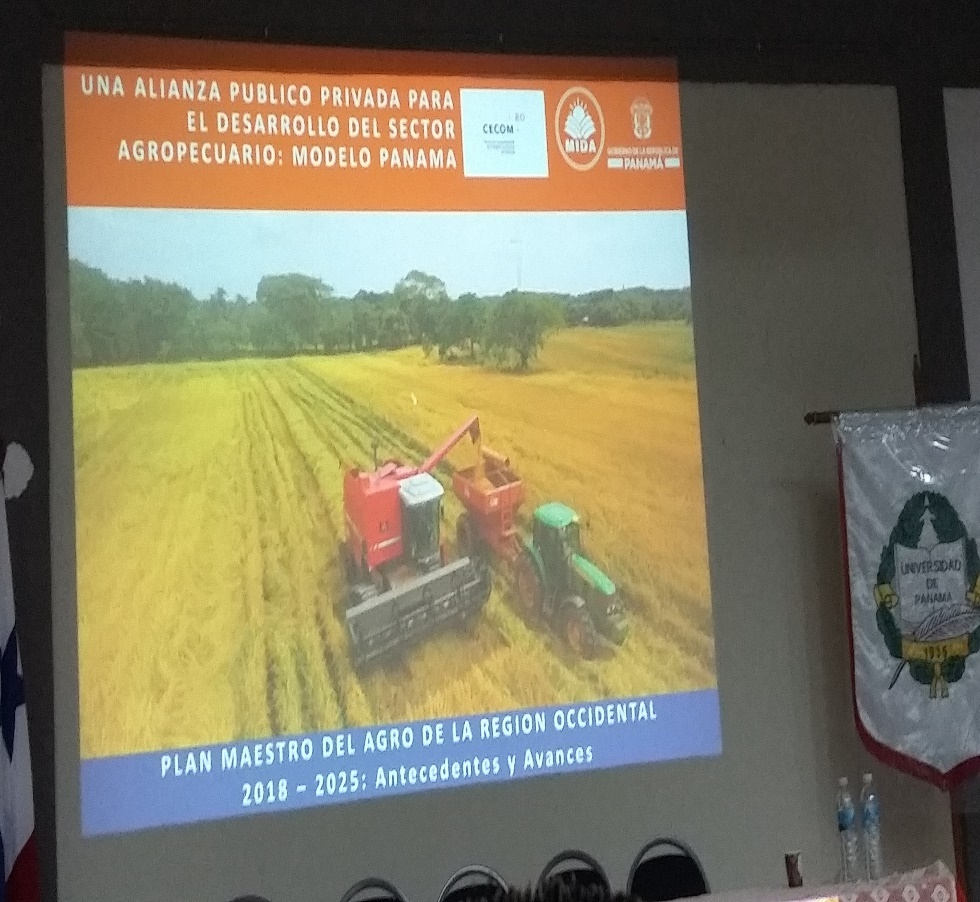 UNA ALIANZA PUBLICO PRIVADA PARA
EL DESARROLLO DEL SECTOR
AGROPECUARIO: MODELO PANAMA
RO
CECOM
MIDA
GOBIERNO DE LA REPÚBLICA DE
PANAMÁ
PLAN MAESTRO DEL AGRO DE LA REGION OCCIDENTAL
2018 – 2025: Antecedentes y Avances
UNIVERSIDAD
DE
PANAMA
1935